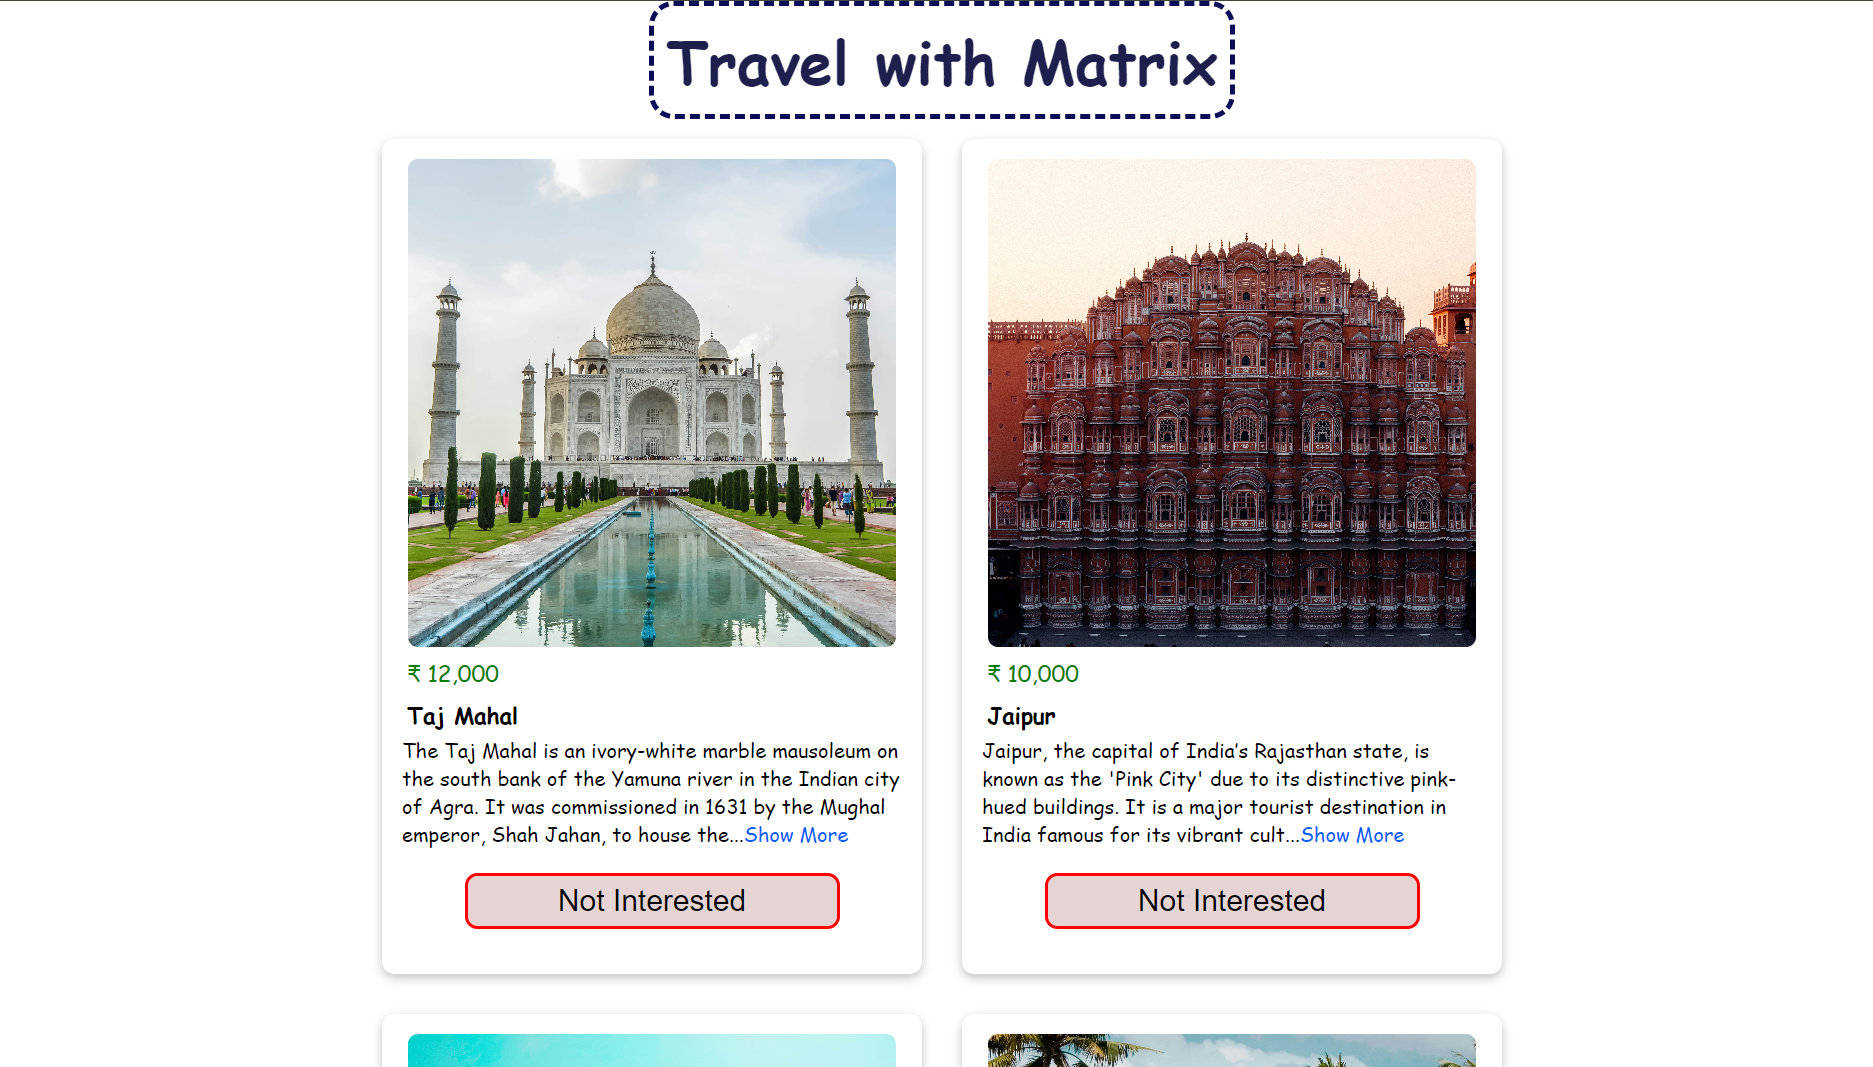 Travel with Matrix
₹ 12,000
Taj Mahal
The Taj Mahal is an ivory-white marble mausoleum on
the south bank of the Yamuna river in the Indian city
of Agra. It was commissioned in 1631 by the Mughal
emperor, Shah Jahan, to house the...Show More
Not Interested
₹ 10,000
Jaipur
Jaipur, the capital of India’s Rajasthan state, is
known as the 'Pink City' due to its distinctive pink-
hued buildings. It is a major tourist destination in
India famous for its vibrant cult...Show More
Not Interested